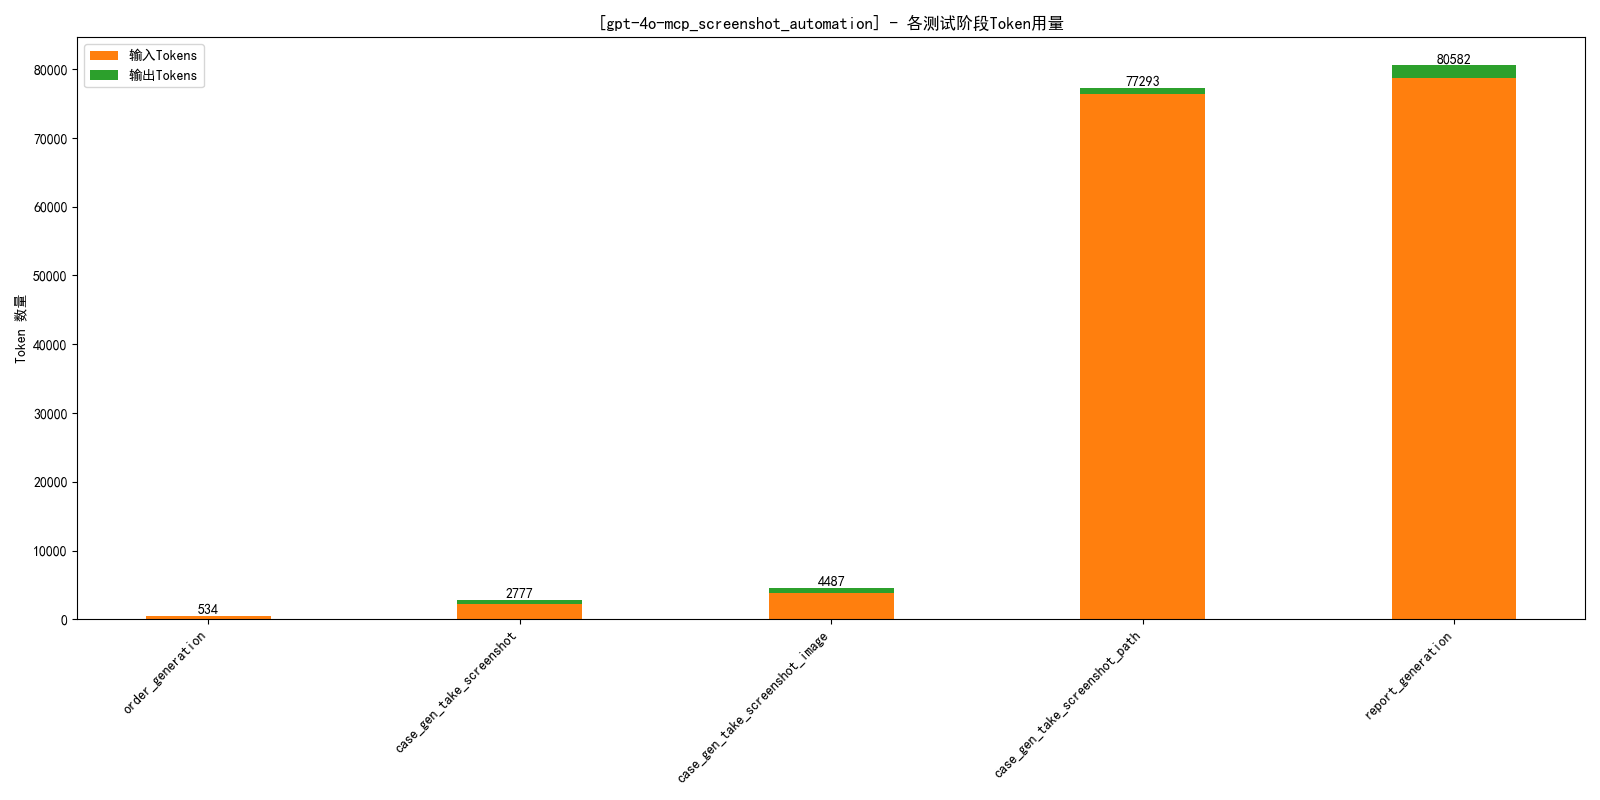 [gpt-4o-mcp_screenshot_automation] - 各测试阶段Token用量
输入Tokens
输出Tokens
Token 数量
80000
70000
60000
50000
40000
30000
20000
10000
0
534
2777
4487
77293
80582
order_generation
case_gen_take_screenshot
case_gen_take_screenshot_image
case_gen_take_screenshot_path
report_generation